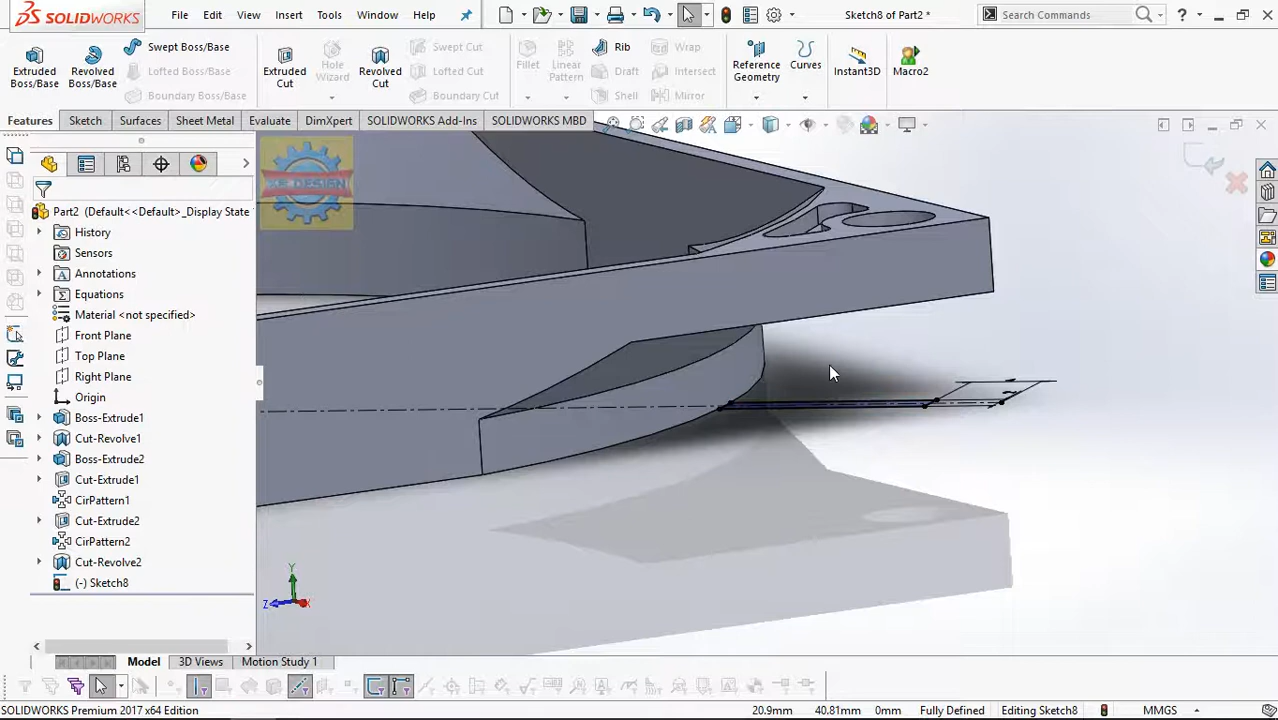 SOLIDWORKS File Edit View Insert Tools Window Help Sketch8 of Part2 * Search Commands
Extruded Boss/Base Revolved Boss/Base Swept Boss/Base Lofted Boss/Base Boundary Boss/Base Extruded Cut Hole Wizard Revolved Cut Swept Cut Lofted Cut Boundary Cut Fillet Linear Pattern Rib Draft Shell Wrap Intersect Mirror Reference Geometry Curves Instant3D Macro2
Features Sketch Surfaces Sheet Metal Evaluate DimXpert SOLIDWORKS Add-Ins SOLIDWORKS MBD
Part2 (Default<<Default>_Display State
History
Sensors
Annotations
Equations
Material <not specified>
Front Plane
Top Plane
Right Plane
Origin
Boss-Extrude1
Cut-Revolve1
Boss-Extrude2
Cut-Extrude1
CirPattern1
Cut-Extrude2
CirPattern2
Cut-Revolve2
(-) Sketch8
Y
Z X
Model 3D Views Motion Study 1
SOLIDWORKS Premium 2017 x64 Edition 20.9mm 40.81mm 0mm Fully Defined Editing Sketch8 MMGS